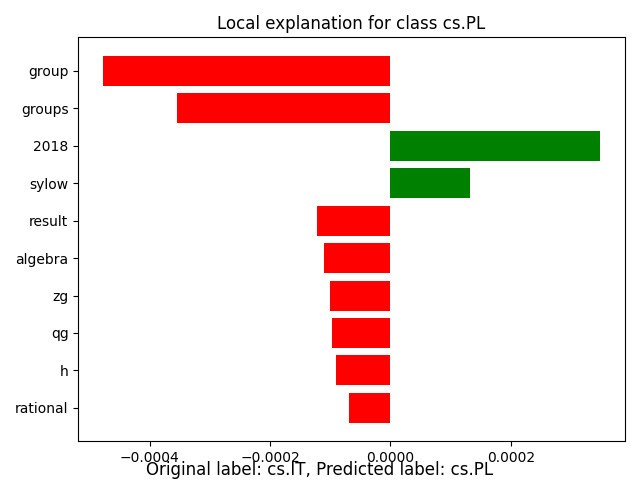 Local explanation for class cs.PL
group
groups
2018
sylow
result
algebra
zg
qg
h
rational
−0.0004 −0.0002 0.0000 0.0002
Original label: cs.IT, Predicted label: cs.PL